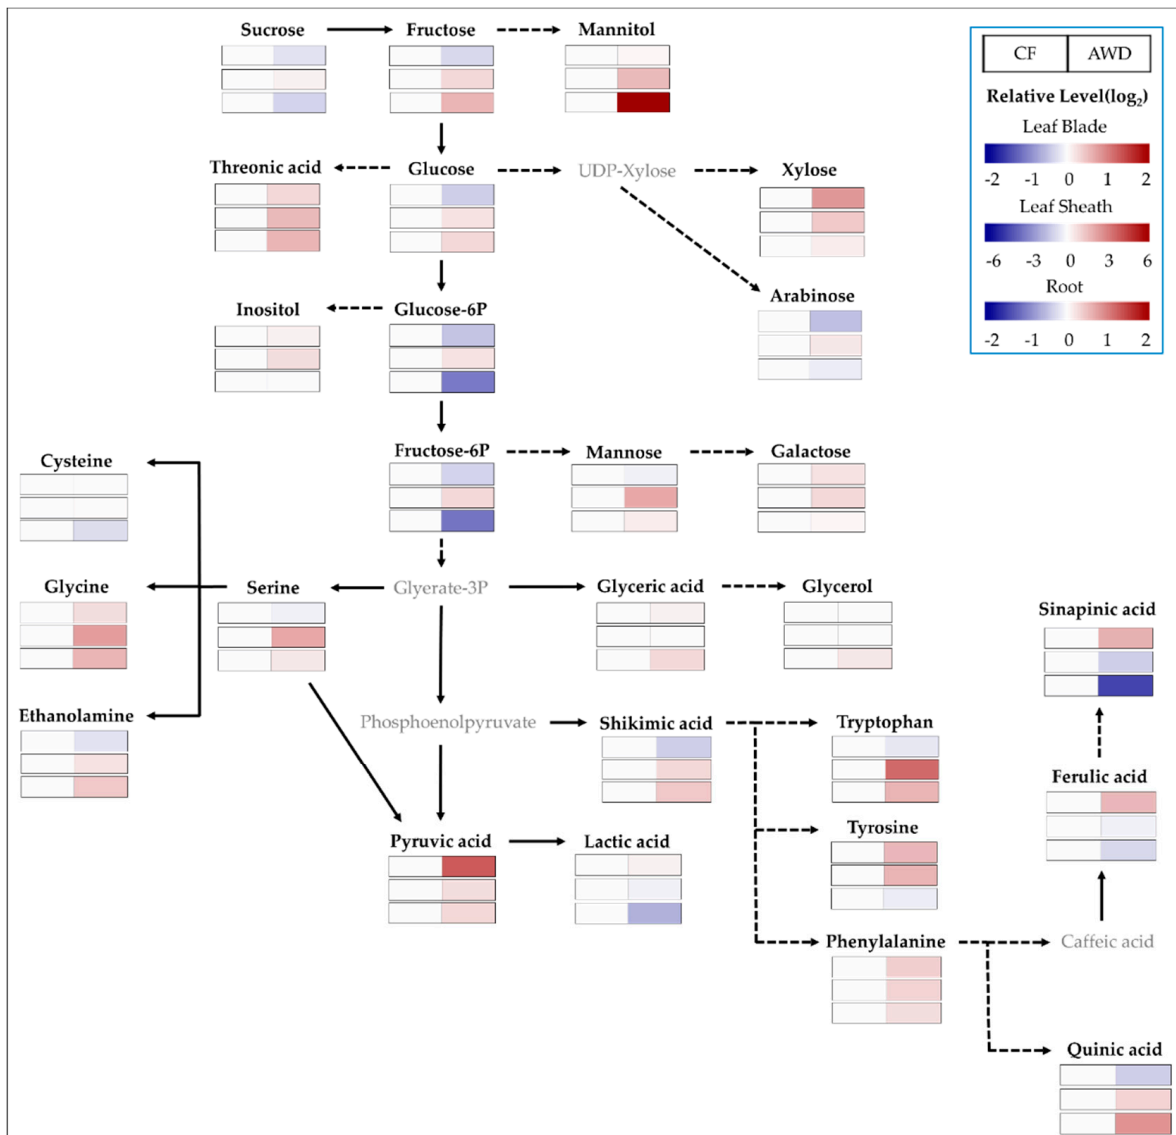 Sucrose
Fructose
Mannitol
CF
AWD
Relative Level(log₂)
Leaf Blade
-2 -1 0 1 2
Leaf Sheath
-6 -3 0 3 6
Root
-2 -1 0 1 2
Threonic acid
Glucose
UDP-Xylose
Xylose
Inositol
Glucose-6P
Arabinose
Cysteine
Fructose-6P
Mannose
Galactose
Glycine
Serine
Glyerate-3P
Glyceric acid
Glycerol
Sinapinic acid
Ethanolamine
Phosphoenolpyruvate
Shikimic acid
Tryptophan
Ferulic acid
Pyruvic acid
Lactic acid
Tyrosine
Phenylalanine
Caffeic acid
Quinic acid